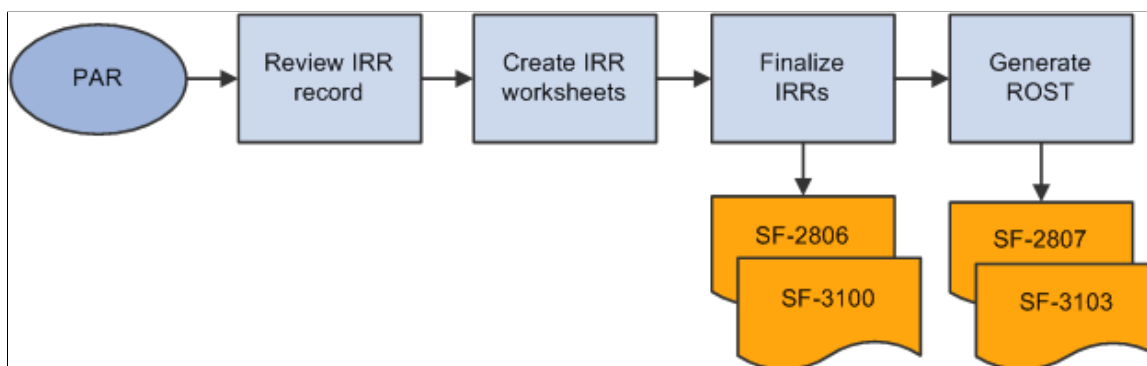 PAR
Review IRR
record
Create IRR
worksheets
Finalize
IRRs
Generate
ROST
SF-2806
SF-3100
SF-2807
SF-3103